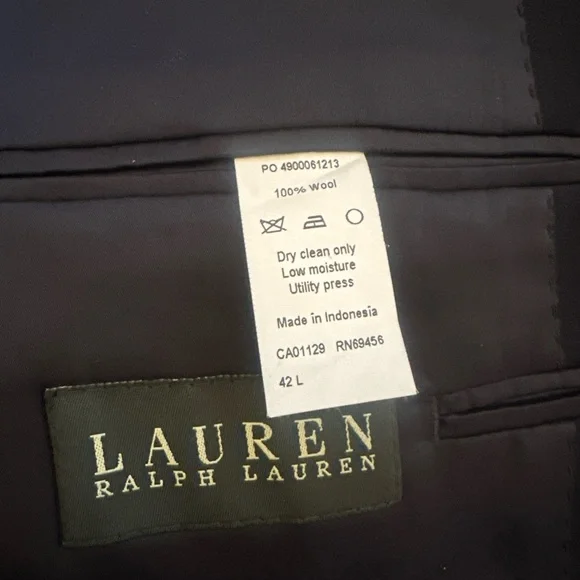 PO 4900061213
100% Wool
Dry clean only
Low moisture
Utility press
Made in Indonesia
CA01129 RN69456
42 L
LAUREN
RALPH LAUREN